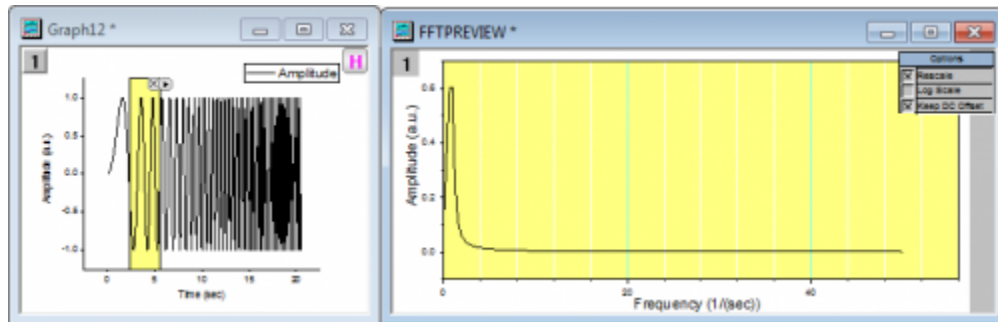 Graph12 *
1
H
Amplitude
1.0
0.5
0.0
-0.5
-1.0
Amplitude (a.u.)
0
5
10
15
20
Time (sec)
FFTPREVIEW *
1
Options
Rescale
Log Scale
Keep DC Offset
0.6
0.4
0.2
0.0
Amplitude (a.u.)
0
20
40
Frequency (1/(sec))